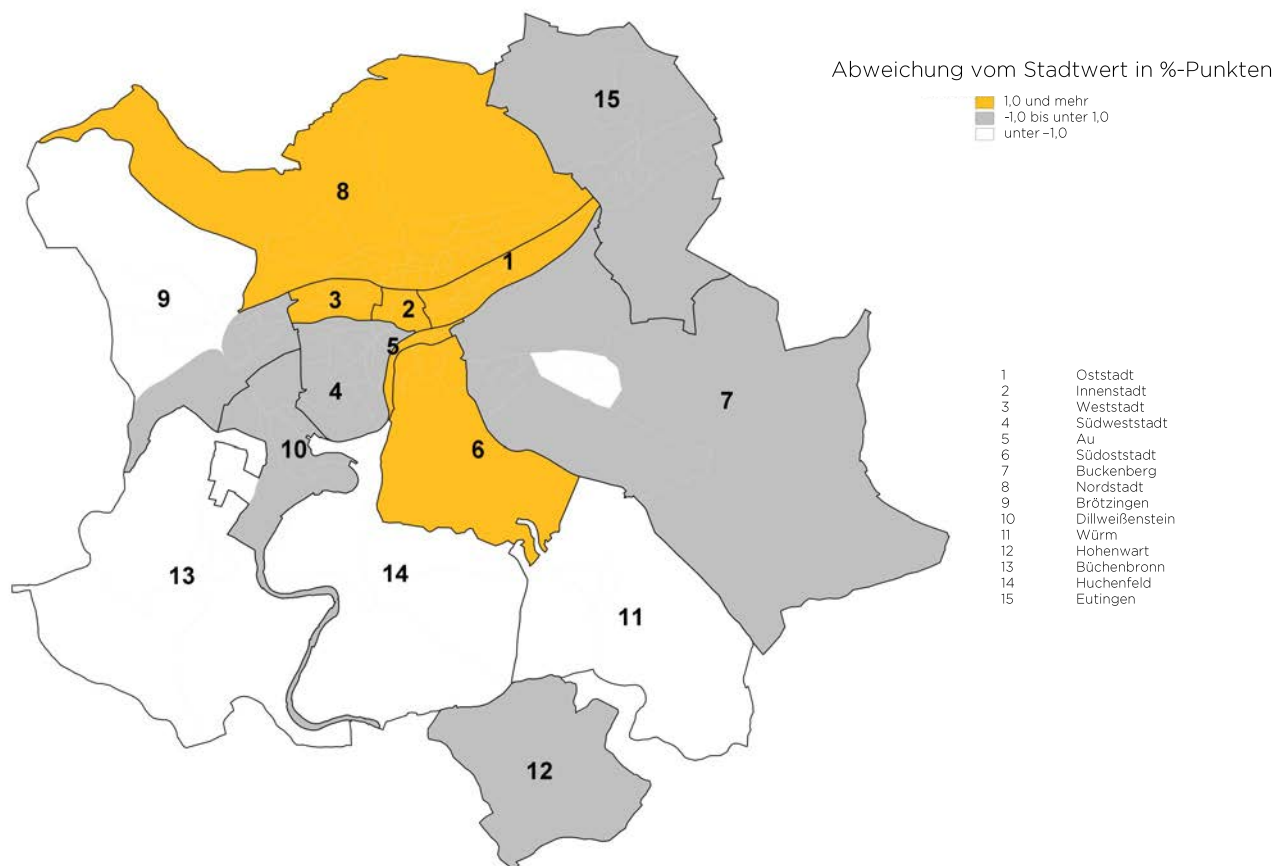 Abweichung vom Stadtwert in %-Punkten
1,0 und mehr
-1,0 bis unter 1,0
unter –1,0
15
8
1
3
2
9
5
4
7
10
6
13
14
11
12
1 Oststadt
2 Innenstadt
3 Weststadt
4 Südweststadt
5 Au
6 Südoststadt
7 Buckenberg
8 Nordstadt
9 Brötzingen
10 Dillweißenstein
11 Würm
12 Hohenwart
13 Büchenbronn
14 Huchenfeld
15 Eutingen